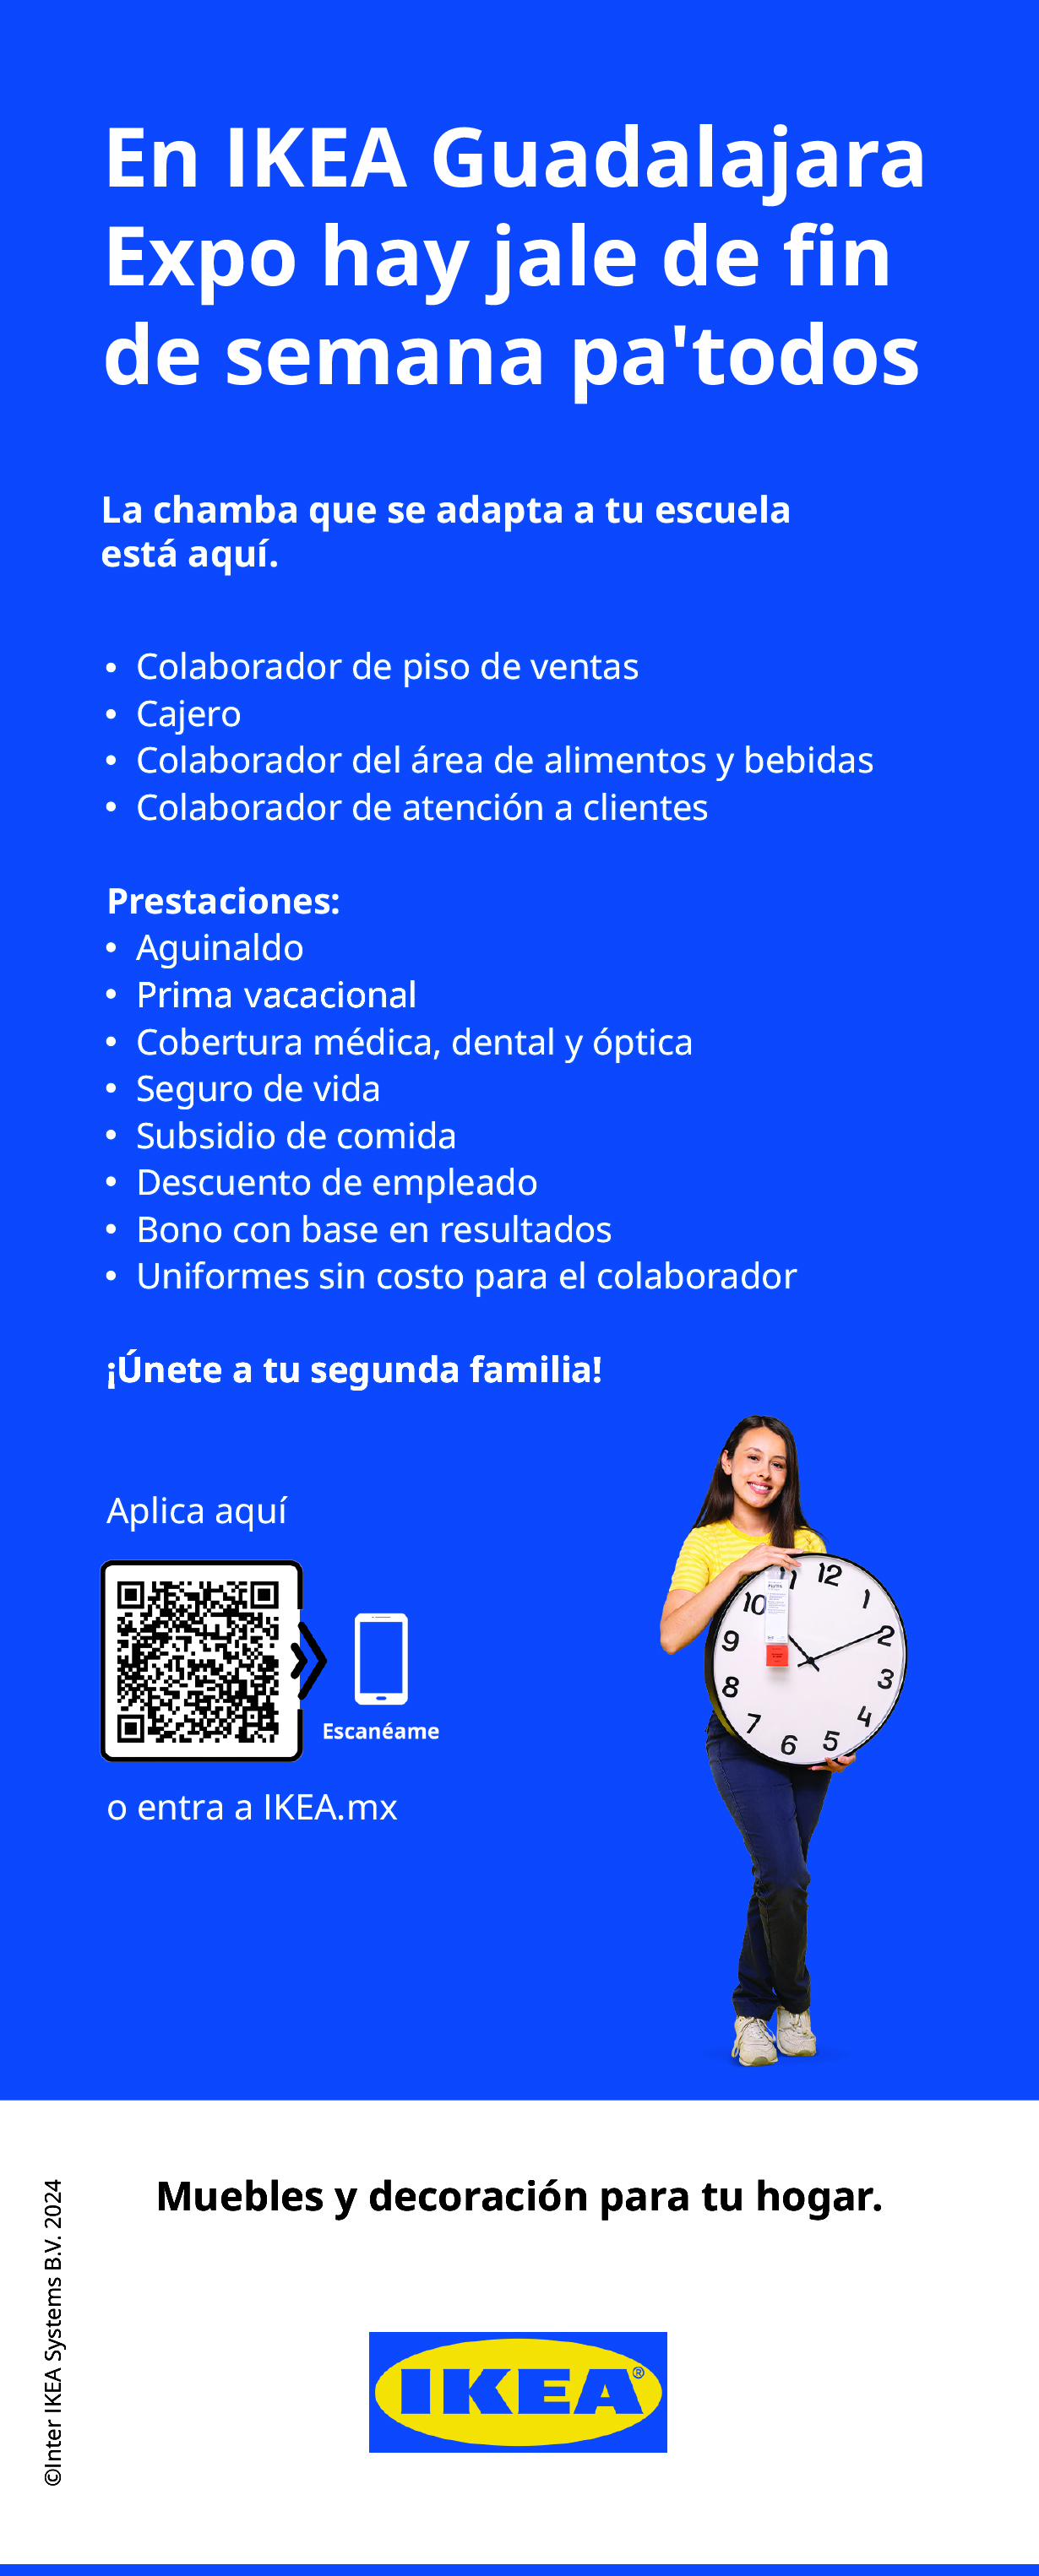 En IKEA Guadalajara
Expo hay jale de fin
de semana pa'todos
La chamba que se adapta a tu escuela
está aquí.
• Colaborador de piso de ventas
• Cajero
• Colaborador del área de alimentos y bebidas
• Colaborador de atención a clientes
Prestaciones:
• Aguinaldo
• Prima vacacional
• Cobertura médica, dental y óptica
• Seguro de vida
• Subsidio de comida
• Descuento de empleado
• Bono con base en resultados
• Uniformes sin costo para el colaborador
¡Únete a tu segunda familia!
Aplica aquí
Escanéame
o entra a IKEA.mx
12
1
2
3
4
5
6
7
8
9
10
11
Muebles y decoración para tu hogar.
©Inter IKEA Systems B.V. 2024
IKEA®